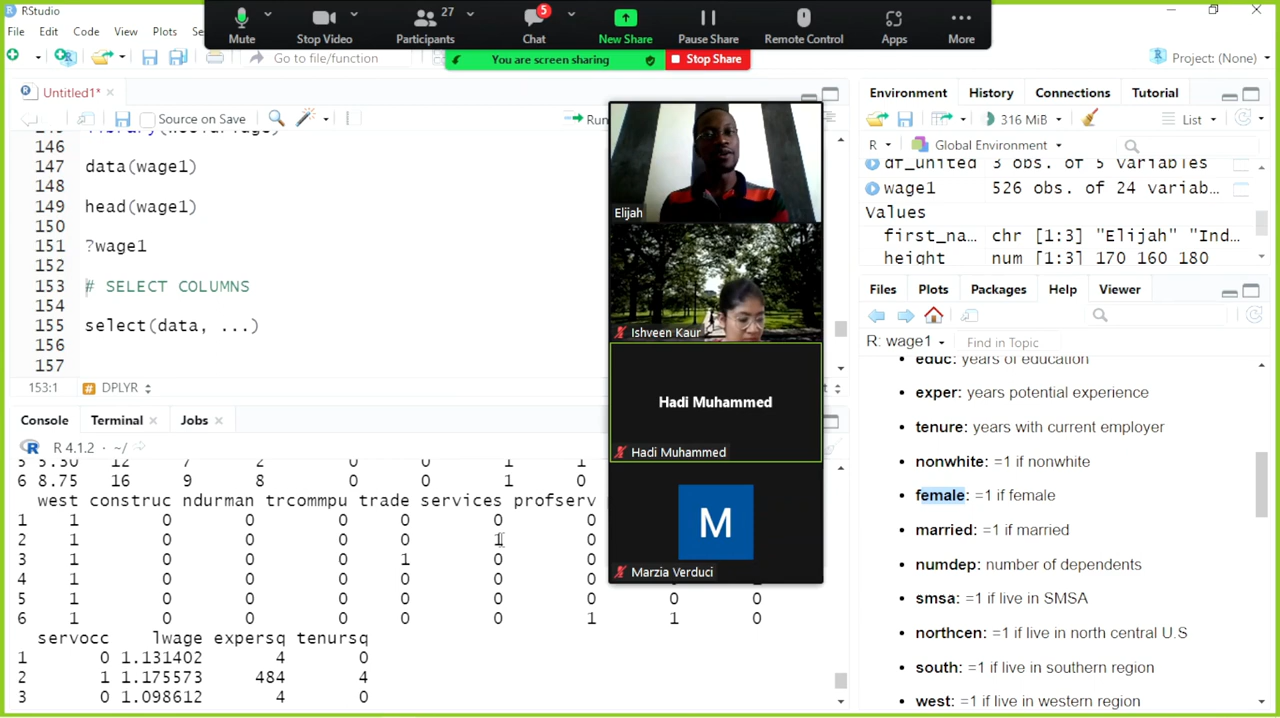 RStudio
File Edit Code View Plots
Mute Stop Video 27 Participants 5 Chat New Share Pause Share Remote Control Apps More
You are screen sharing Stop Share
Go to file/function
Project: (None)
Untitled1*
Source on Save
Run
146
147 data(wage1)
148
149 head(wage1)
150
151 ?wage1
152
153 # SELECT COLUMNS
154
155 select(data, ...)
156
157
153:1 DPLYR
Console Terminal Jobs
R 4.1.2 · ~/
6 8.75 16 9 8 0 0 1 0
west construc ndurman trcommpu trade services profserv
1 1 0 0 0 0 0 0
2 1 0 0 0 0 1 0
3 1 0 0 0 1 0 0
4 1 0 0 0 0 0 0
5 1 0 0 0 0 0 0 0 0
6 1 0 0 0 0 0 1 1 0
servocc lwage expersq tenursq
1 0 1.131402 4 0
2 1 1.175573 484 4
3 0 1.098612 4 0
Elijah
Ishveen Kaur
Hadi Muhammed
Hadi Muhammed
M
Marzia Verduci
Environment History Connections Tutorial
316 MiB List
R Global Environment
df_united 3 obs. of 5 variables
wage1 526 obs. of 24 variab...
Values
first_na... chr [1:3] "Elijah" "Ind...
height num [1:3] 170 160 180
Files Plots Packages Help Viewer
R: wage1 Find in Topic
educ: years of education
exper: years potential experience
tenure: years with current employer
nonwhite: =1 if nonwhite
female: =1 if female
married: =1 if married
numdep: number of dependents
smsa: =1 if live in SMSA
northcen: =1 if live in north central U.S
south: =1 if live in southern region
west: =1 if live in western region